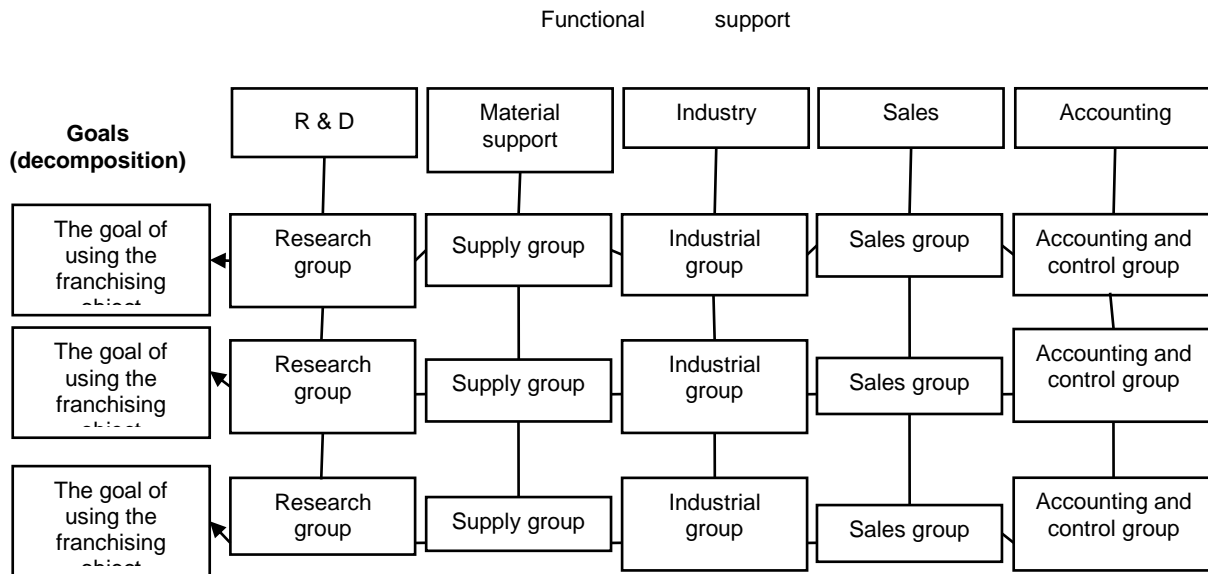 Functional support
R & D
Material
support
Industry
Sales
Accounting
Goals
(decomposition)
The goal of
using the
franchising
Research
group
Supply group
Industrial
group
Sales group
Accounting and
control group
The goal of
using the
franchising
Research
group
Supply group
Industrial
group
Sales group
Accounting and
control group
The goal of
using the
franchising
Research
group
Supply group
Industrial
group
Sales group
Accounting and
control group